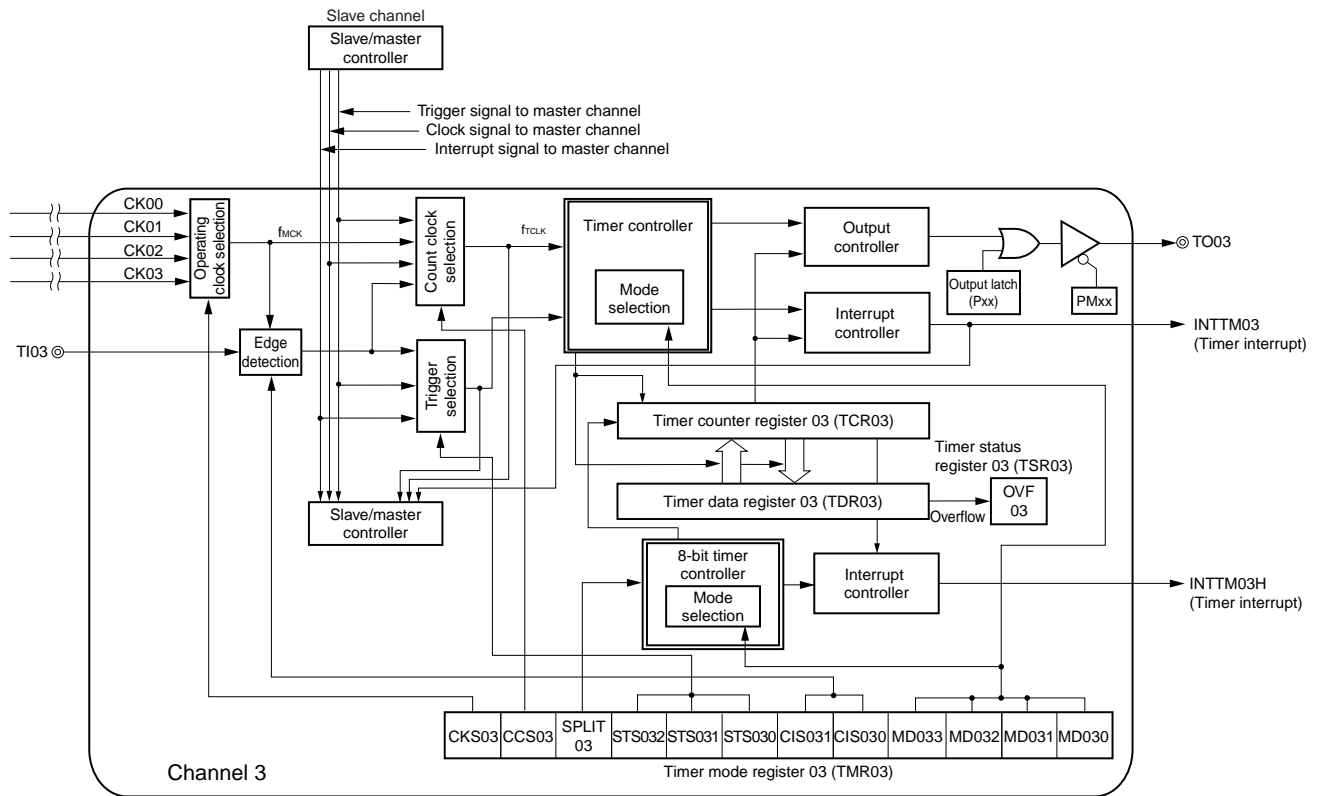 Slave channel
Slave/master
controller
Trigger signal to master channel
Clock signal to master channel
Interrupt signal to master channel
CK00
CK01
CK02
CK03
Operating
clock selection
fMCK
Count clock
selection
fTCLK
Timer controller
Mode
selection
Output
controller
Output latch
(Pxx)
PMxx
TO03
Interrupt
controller
INTTM03
(Timer interrupt)
TI03
Edge
detection
Trigger
selection
Timer counter register 03 (TCR03)
Timer status
register 03 (TSR03)
Slave/master
controller
Timer data register 03 (TDR03)
Overflow
OVF
03
8-bit timer
controller
Mode
selection
Interrupt
controller
INTTM03H
(Timer interrupt)
CKS03 CCS03 SPLIT 03 STS032 STS031 STS030 CIS031 CIS030 MD033 MD032 MD031 MD030
Channel 3
Timer mode register 03 (TMR03)